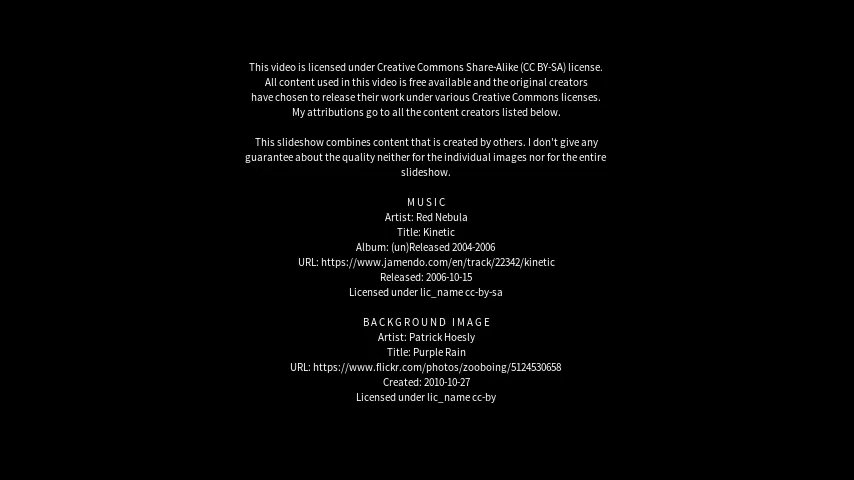 This video is licensed under Creative Commons Share-Alike (CC BY-SA) license.
All content used in this video is free available and the original creators
have chosen to release their work under various Creative Commons licenses.
My attributions go to all the content creators listed below.
This slideshow combines content that is created by others. I don't give any
guarantee about the quality neither for the individual images nor for the entire
slideshow.
MUSIC
Artist: Red Nebula
Title: Kinetic
Album: (un)Released 2004-2006
URL: https://www.jamendo.com/en/track/22342/kinetic
Released: 2006-10-15
Licensed under lic_name cc-by-sa
BACKGROUND IMAGE
Artist: Patrick Hoesly
Title: Purple Rain
URL: https://www.flickr.com/photos/zooboing/5124530658
Created: 2010-10-27
Licensed under lic_name cc-by